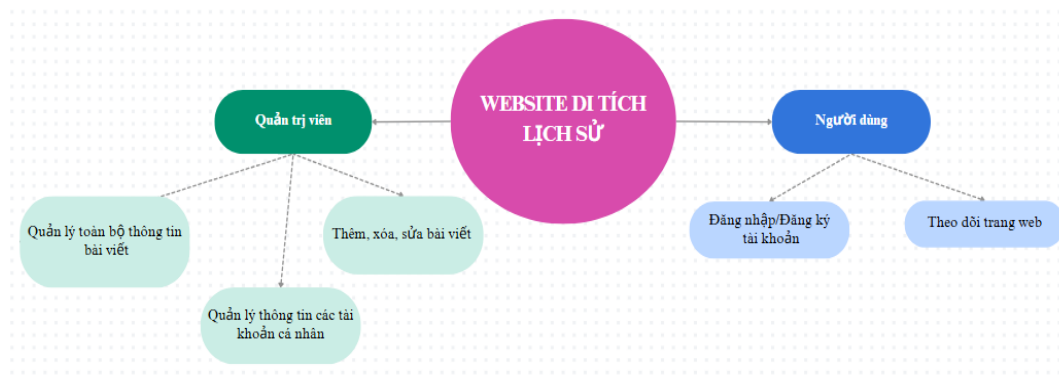 WEBSITE DI TÍCH
LỊCH SỬ
Quản trị viên
Người dùng
Quản lý toàn bộ thông tin
bài viết
Thêm, xóa, sửa bài viết
Quản lý thông tin các tài
khoản cá nhân
Đăng nhập/Đăng ký
tài khoản
Theo dõi trang web